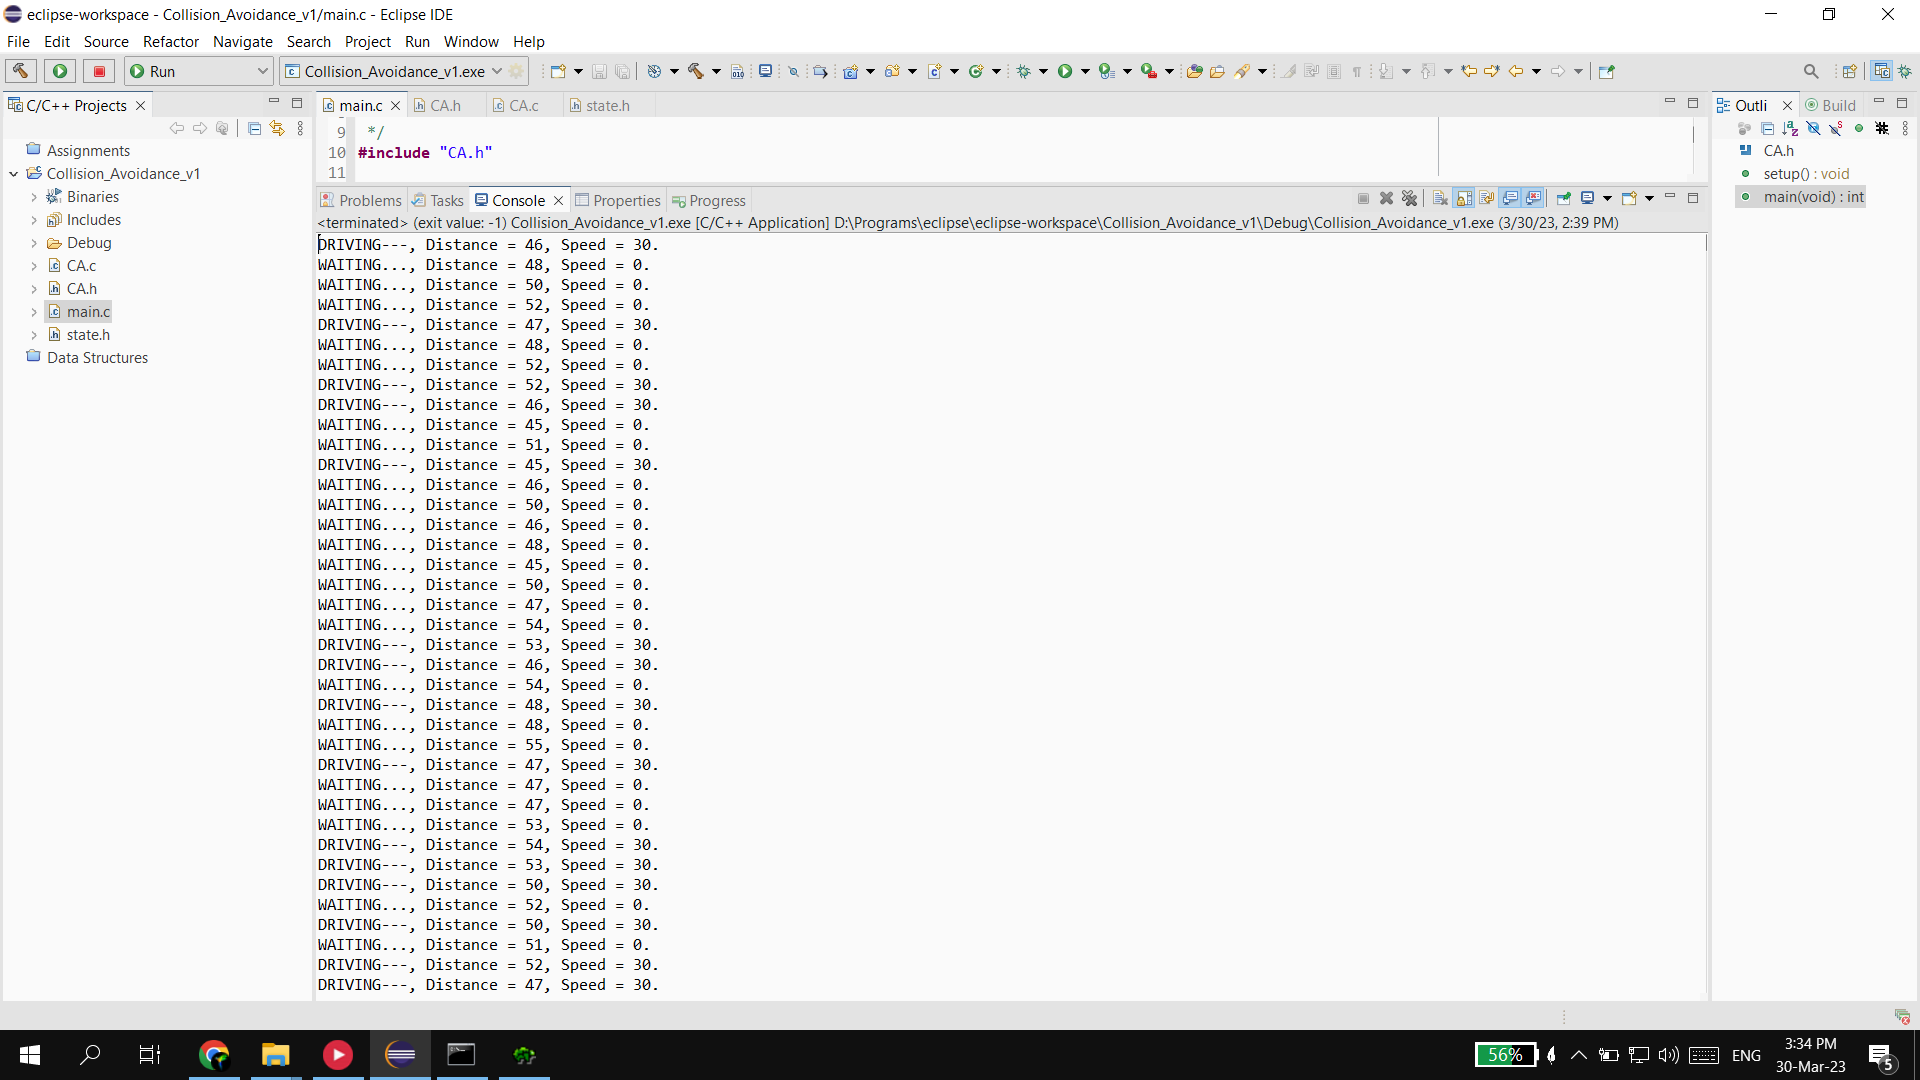 eclipse-workspace - Collision_Avoidance_v1/main.c - Eclipse IDE
File Edit Source Refactor Navigate Search Project Run Window Help
Run Collision_Avoidance_v1.exe
C/C++ Projects
Assignments
Collision_Avoidance_v1
Binaries
Includes
Debug
CA.c
CA.h
main.c
state.h
Data Structures
main.c CA.h CA.c state.h
9 */
10 #include "CA.h"
11
Problems Tasks Console Properties Progress
<terminated> (exit value: -1) Collision_Avoidance_v1.exe [C/C++ Application] D:\Programs\eclipse\eclipse-workspace\Collision_Avoidance_v1\Debug\Collision_Avoidance_v1.exe (3/30/23, 2:39 PM)
DRIVING---, Distance = 46, Speed = 30.
WAITING..., Distance = 48, Speed = 0.
WAITING..., Distance = 50, Speed = 0.
WAITING..., Distance = 52, Speed = 0.
DRIVING---, Distance = 47, Speed = 30.
WAITING..., Distance = 48, Speed = 0.
WAITING..., Distance = 52, Speed = 0.
DRIVING---, Distance = 52, Speed = 30.
DRIVING---, Distance = 46, Speed = 30.
WAITING..., Distance = 45, Speed = 0.
WAITING..., Distance = 51, Speed = 0.
DRIVING---, Distance = 45, Speed = 30.
WAITING..., Distance = 46, Speed = 0.
WAITING..., Distance = 50, Speed = 0.
WAITING..., Distance = 46, Speed = 0.
WAITING..., Distance = 48, Speed = 0.
WAITING..., Distance = 45, Speed = 0.
WAITING..., Distance = 50, Speed = 0.
WAITING..., Distance = 47, Speed = 0.
WAITING..., Distance = 54, Speed = 0.
DRIVING---, Distance = 53, Speed = 30.
DRIVING---, Distance = 46, Speed = 30.
WAITING..., Distance = 54, Speed = 0.
DRIVING---, Distance = 48, Speed = 30.
WAITING..., Distance = 48, Speed = 0.
WAITING..., Distance = 55, Speed = 0.
DRIVING---, Distance = 47, Speed = 30.
WAITING..., Distance = 47, Speed = 0.
WAITING..., Distance = 47, Speed = 0.
WAITING..., Distance = 53, Speed = 0.
DRIVING---, Distance = 54, Speed = 30.
DRIVING---, Distance = 53, Speed = 30.
DRIVING---, Distance = 50, Speed = 30.
WAITING..., Distance = 52, Speed = 0.
DRIVING---, Distance = 50, Speed = 30.
WAITING..., Distance = 51, Speed = 0.
DRIVING---, Distance = 52, Speed = 30.
DRIVING---, Distance = 47, Speed = 30.
Outli Build
CA.h
setup() : void
main(void) : int
56% ENG
3:34 PM
30-Mar-23
5